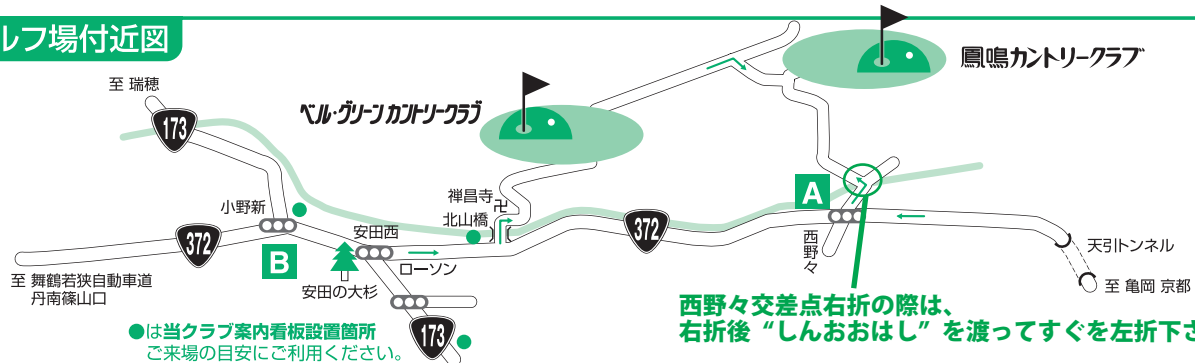 ルフ場付近図
鳳鳴カントリークラブ
至 瑞穂
ベル・グリーンカントリークラブ
173
禅昌寺
A
小野新
北山橋
372
安田西
372
西野々
B
ローソン
天引トンネル
至 舞鶴若狭自動車道
丹南篠山口
安田の大杉
至 亀岡 京都
西野々交差点右折の際は、
右折後“しんおおはし”を渡ってすぐを左折下さ
173
●は当クラブ案内看板設置箇所
ご来場の目安にご利用ください。